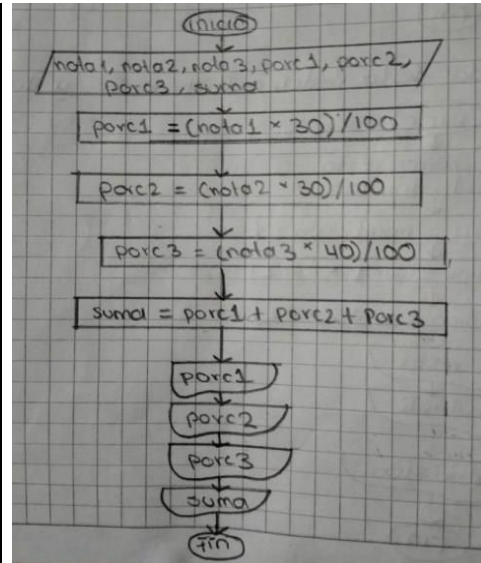 inicio
nota1, nota2, nota3, porc1, porc2,
porc3, suma
porc1 = (nota1 * 30)/100
porc2 = (nota2 * 30)/100
porc3 = (nota3 * 40)/100
suma = porc1 + porc2 + porc3
porc1
porc2
porc3
suma
fin